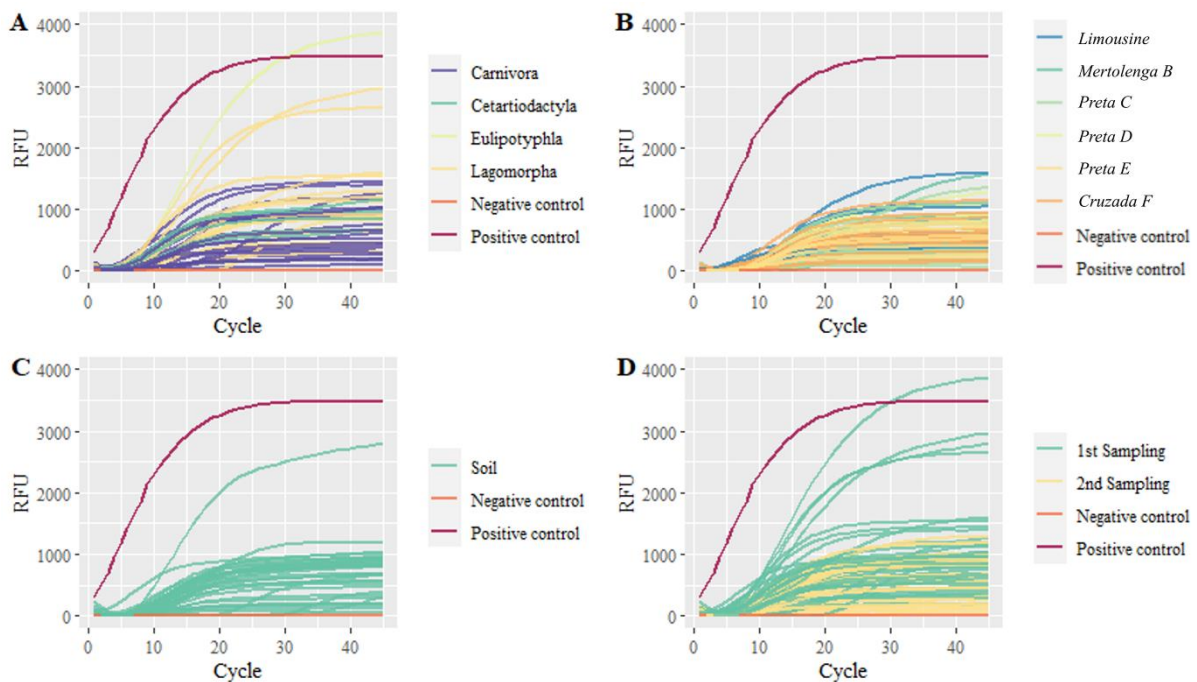 A
RFU
4000
3000
2000
1000
0
0 10 20 30 40
Cycle
Carnivora
Cetartiodactyla
Eulipotyphla
Lagomorpha
Negative control
Positive control
B
RFU
4000
3000
2000
1000
0
0 10 20 30 40
Cycle
Limousine
Mertolenga B
Preta C
Preta D
Preta E
Cruzada F
Negative control
Positive control
C
RFU
4000
3000
2000
1000
0
0 10 20 30 40
Cycle
Soil
Negative control
Positive control
D
RFU
4000
3000
2000
1000
0
0 10 20 30 40
Cycle
1st Sampling
2nd Sampling
Negative control
Positive control